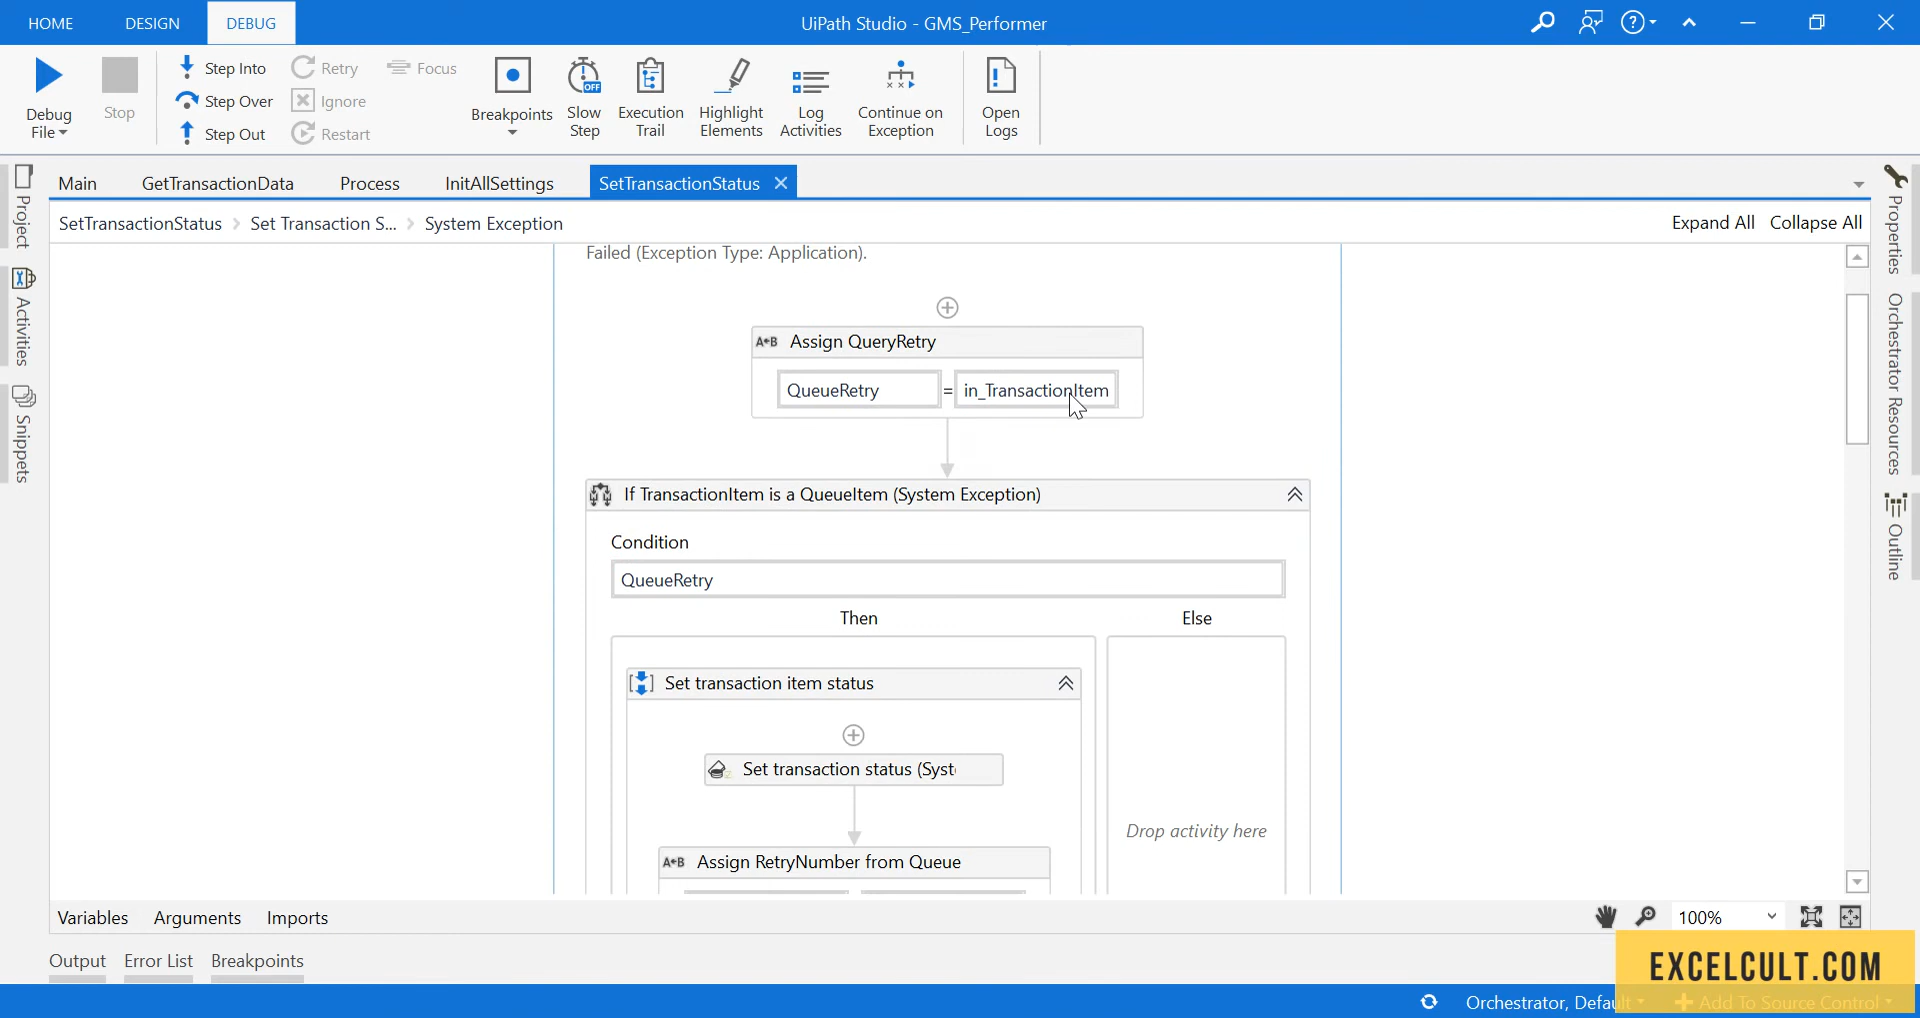 HOME DESIGN DEBUG UiPath Studio - GMS_Performer
Debug File
Stop
Step Into
Step Over
Step Out
Retry
Ignore
Restart
Focus
Breakpoints
Slow Step
Execution Trail
Highlight Elements
Log Activities
Continue on Exception
Open Logs
Main GetTransactionData Process InitAllSettings SetTransactionStatus
SetTransactionStatus > Set Transaction S... > System Exception
Expand All Collapse All
Project
Activities
Snippets
Properties
Orchestrator Resources
Outline
Failed (Exception Type: Application).
A←B Assign QueryRetry
QueueRetry = in_TransactionItem
If TransactionItem is a QueueItem (System Exception)
Condition
QueueRetry
Then Else
Set transaction item status
Set transaction status (Syst
Drop activity here
A←B Assign RetryNumber from Queue
Variables Arguments Imports
100%
Output Error List Breakpoints
EXCELCULT.COM
Orchestrator, Default
Add To Source Control